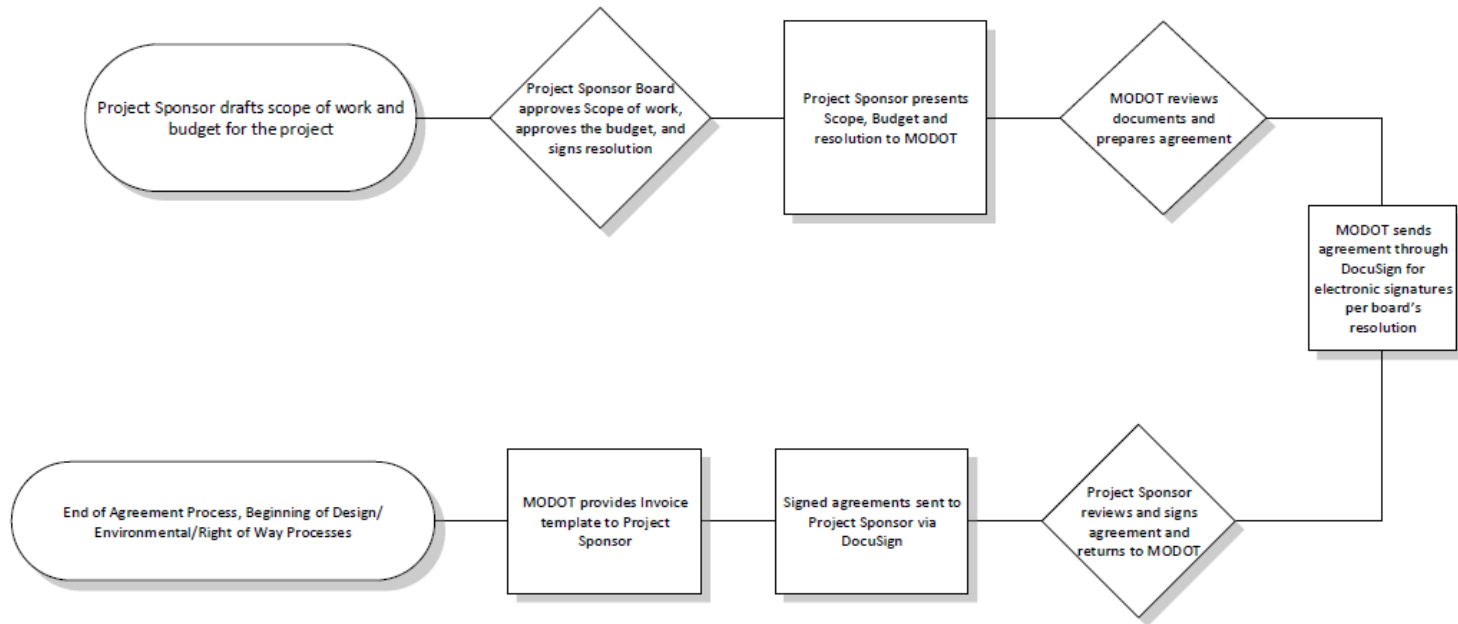 Project Sponsor drafts scope of work and
budget for the project
Project Sponsor Board
approves Scope of work,
approves the budget, and
signs resolution
Project Sponsor presents
Scope, Budget and
resolution to MODOT
MODOT reviews
documents and
prepares agreement
MODOT sends
agreement through
DocuSign for
electronic signatures
per board's
resolution
Project Sponsor
reviews and signs
agreement and
returns to MODOT
Signed agreements sent to
Project Sponsor via
DocuSign
MODOT provides Invoice
template to Project
Sponsor
End of Agreement Process, Beginning of Design/
Environmental/Right of Way Processes